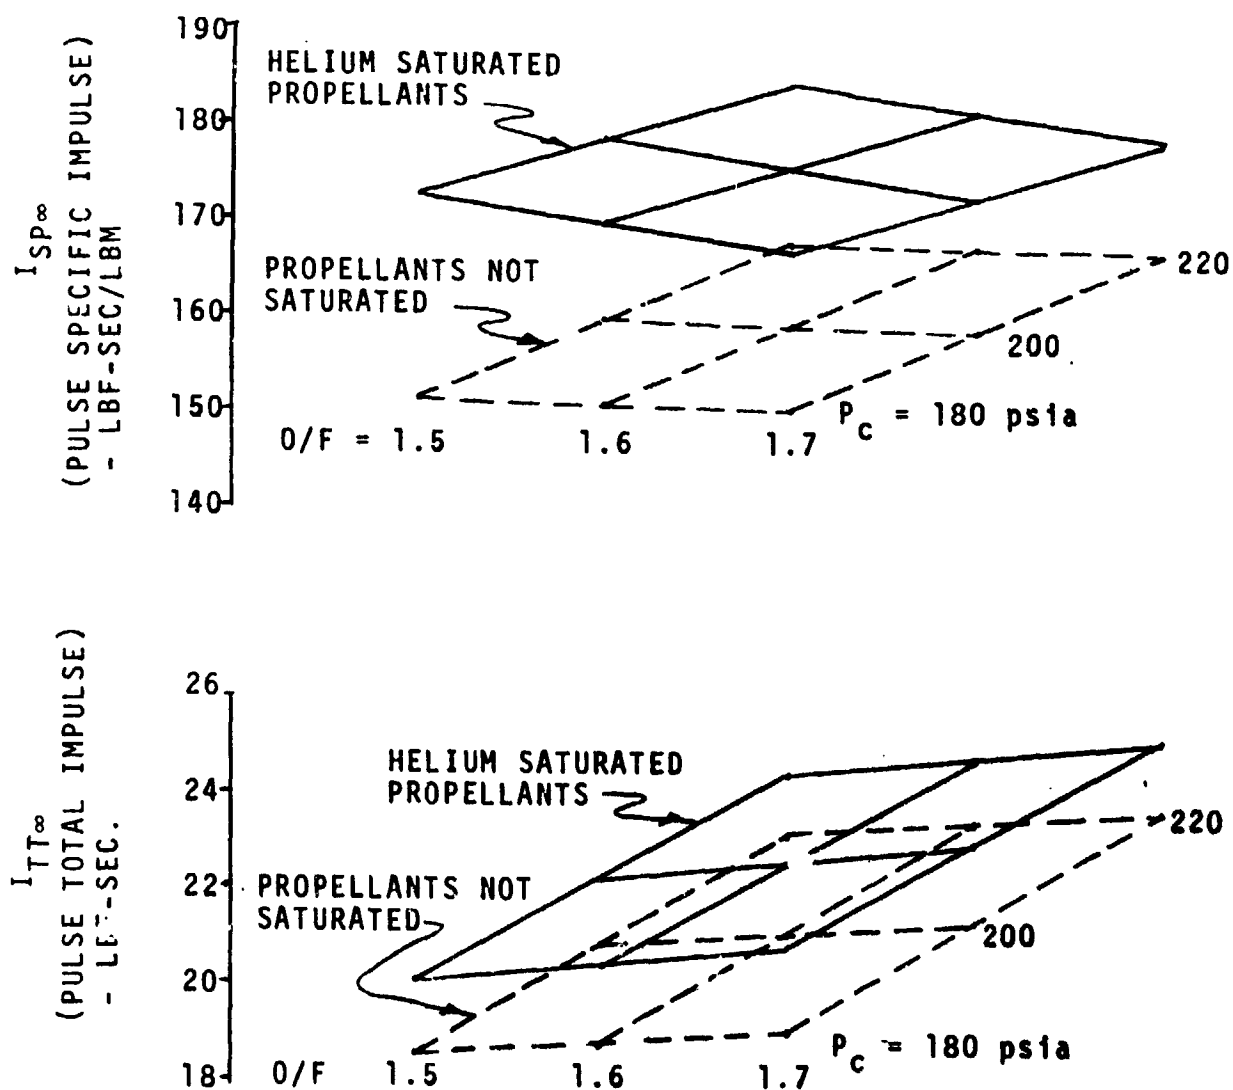 190
HELIUM SATURATED
PROPELLANTS
180
170
PROPELLANTS NOT
SATURATED
220
160
200
150
P_c = 180 psia
O/F = 1.5 1.6 1.7
140
I_SP∞
(PULSE SPECIFIC IMPULSE)
- LBF-SEC/LBM
26
HELIUM SATURATED
PROPELLANTS
24
220
22
PROPELLANTS NOT
SATURATED
200
20
P_c = 180 psia
18 O/F 1.5 1.6 1.7
I_TT∞
(PULSE TOTAL IMPULSE)
-SEC.